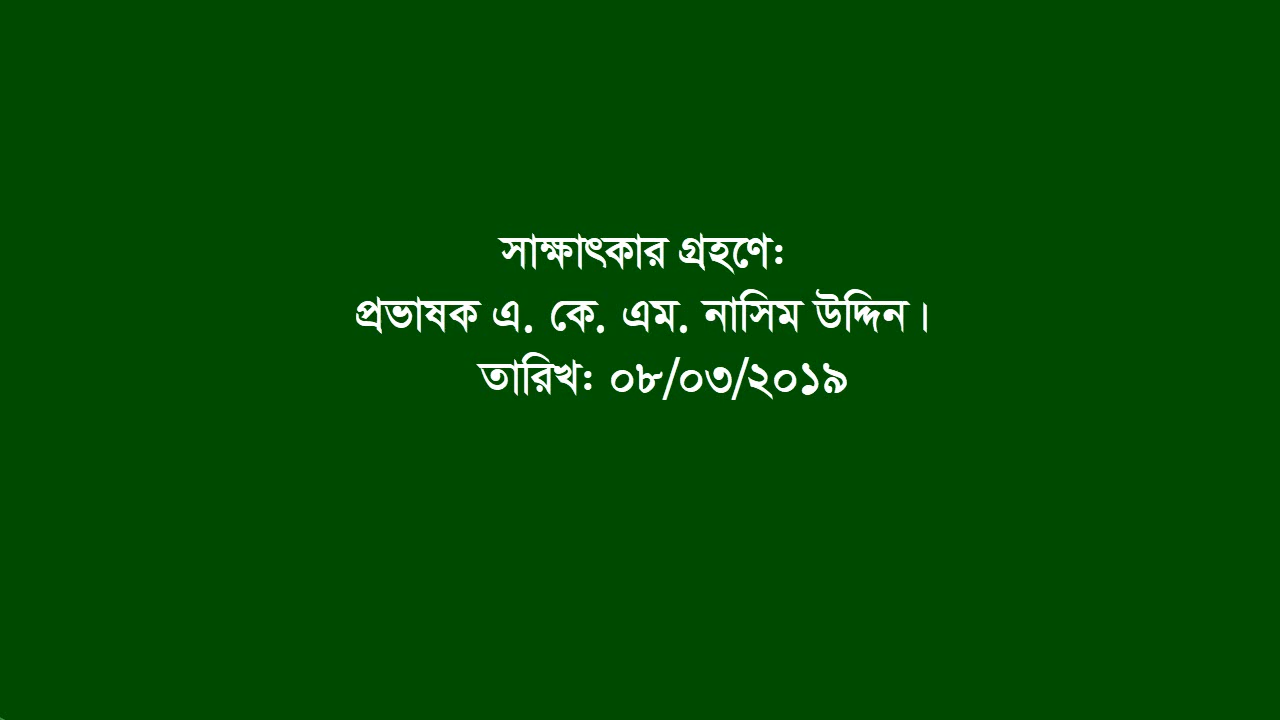 সাক্ষাৎকার গ্রহণে:
প্রভাষক এ. কে. এম. নাসিম উদ্দিন।
তারিখ: ০৮/০৩/২০১৯